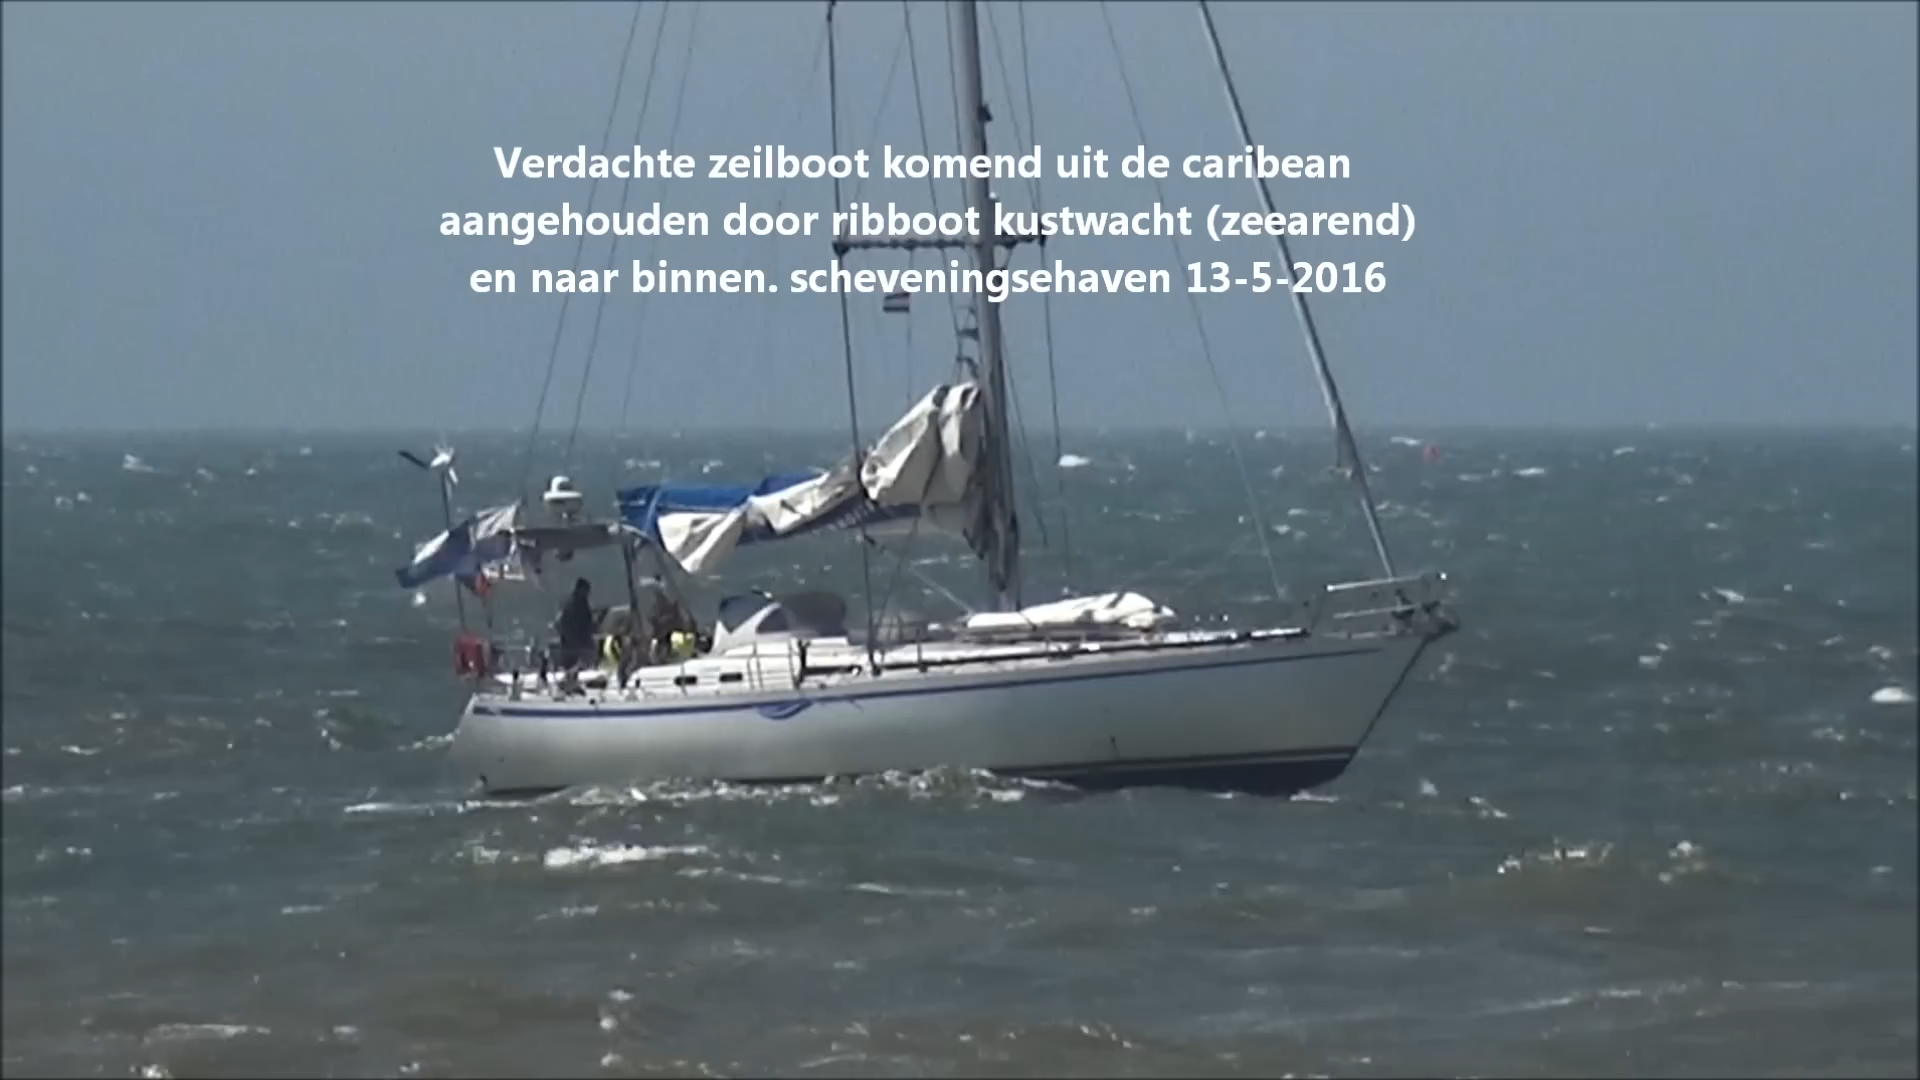 Verdachte zeilboot komend uit de caribean
aangehouden door ribboot kustwacht (zeearend)
en naar binnen. scheveningsehaven 13-5-2016